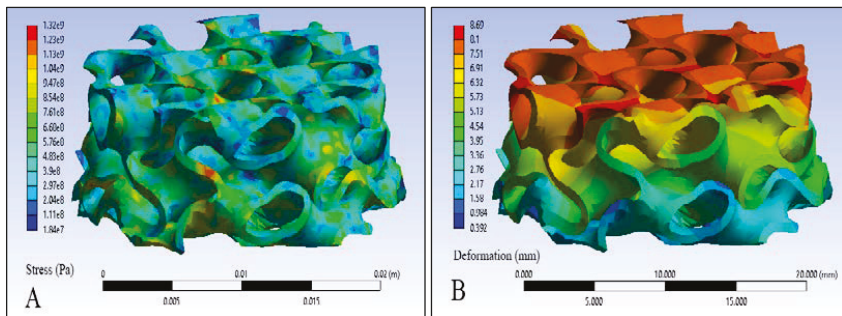 1.32e9
1.23e9
1.13e9
1.04e9
9.48e8
8.54e8
7.61e8
6.68e8
5.76e8
4.83e8
3.9e8
2.97e8
2.04e8
1.11e8
1.84e7
Stress (Pa)
0 0.01 0.02 (m)
0.005 0.015
A
8.69
8.1
7.51
6.91
6.32
5.73
5.13
4.54
3.95
3.36
2.76
2.17
1.58
0.984
0.392
Deformation (mm)
0.000 10.000 20.000 (mm)
5.000 15.000
B